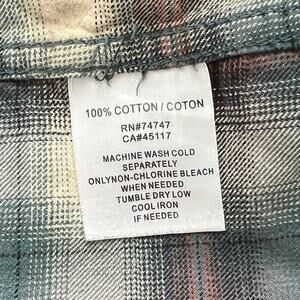 100% COTTON / COTON
RN#74747
CA#45117
MACHINE WASH COLD
SEPARATELY
ONLYNON-CHLORINE BLEACH
WHEN NEEDED
TUMBLE DRY LOW
COOL IRON
IF NEEDED